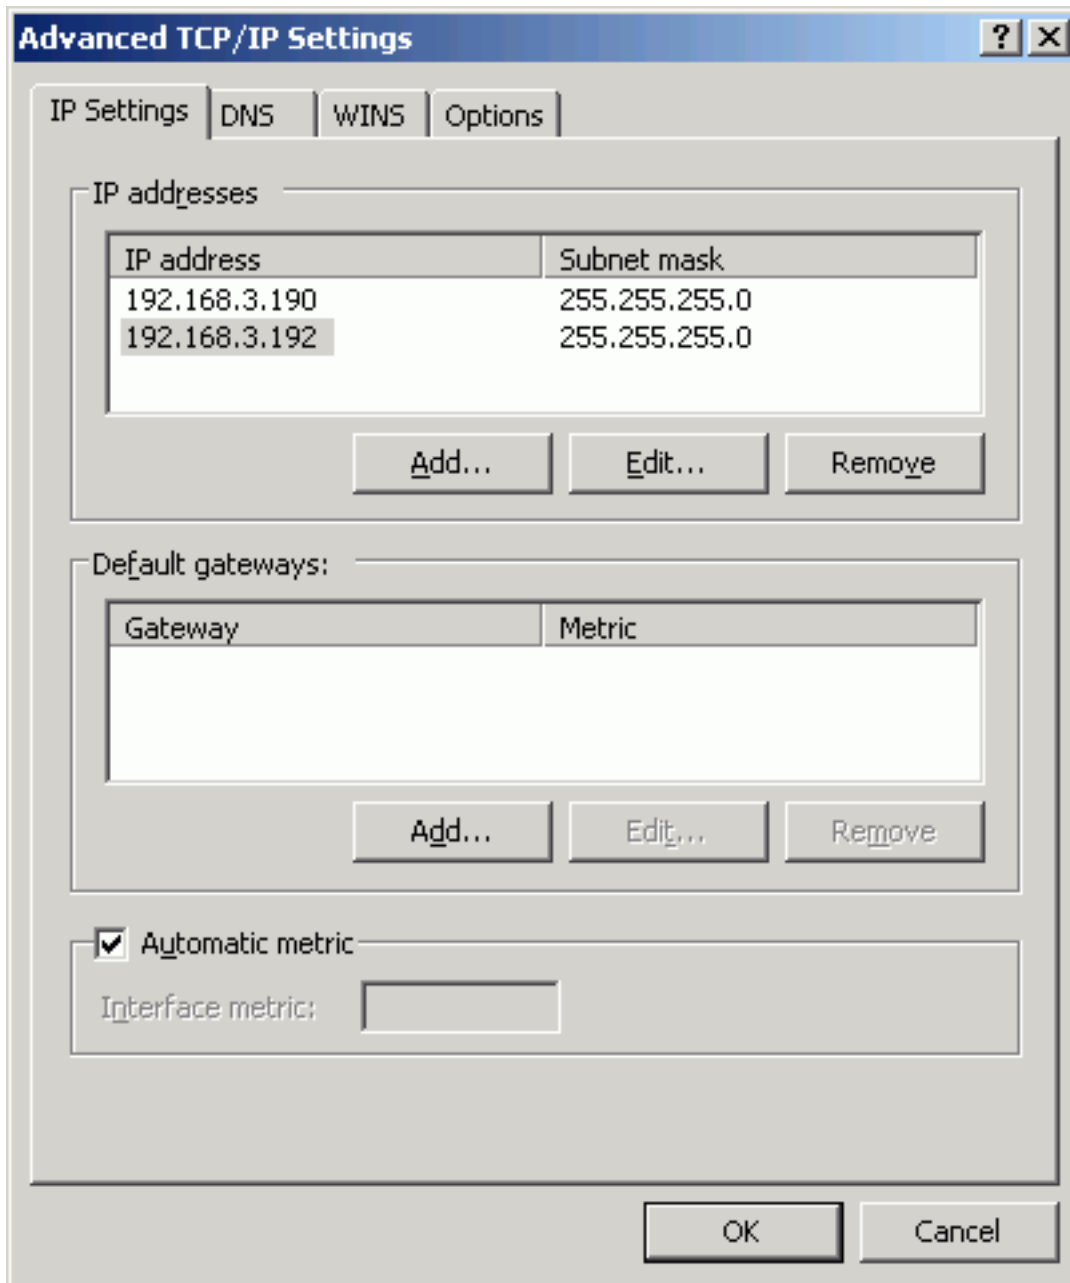 Advanced TCP/IP Settings
IP Settings DNS WINS Options
IP addresses
IP address Subnet mask
192.168.3.190 255.255.255.0
192.168.3.192 255.255.255.0
Add... Edit... Remove
Default gateways:
Gateway Metric
Add... Edit... Remove
Automatic metric
Interface metric:
OK Cancel